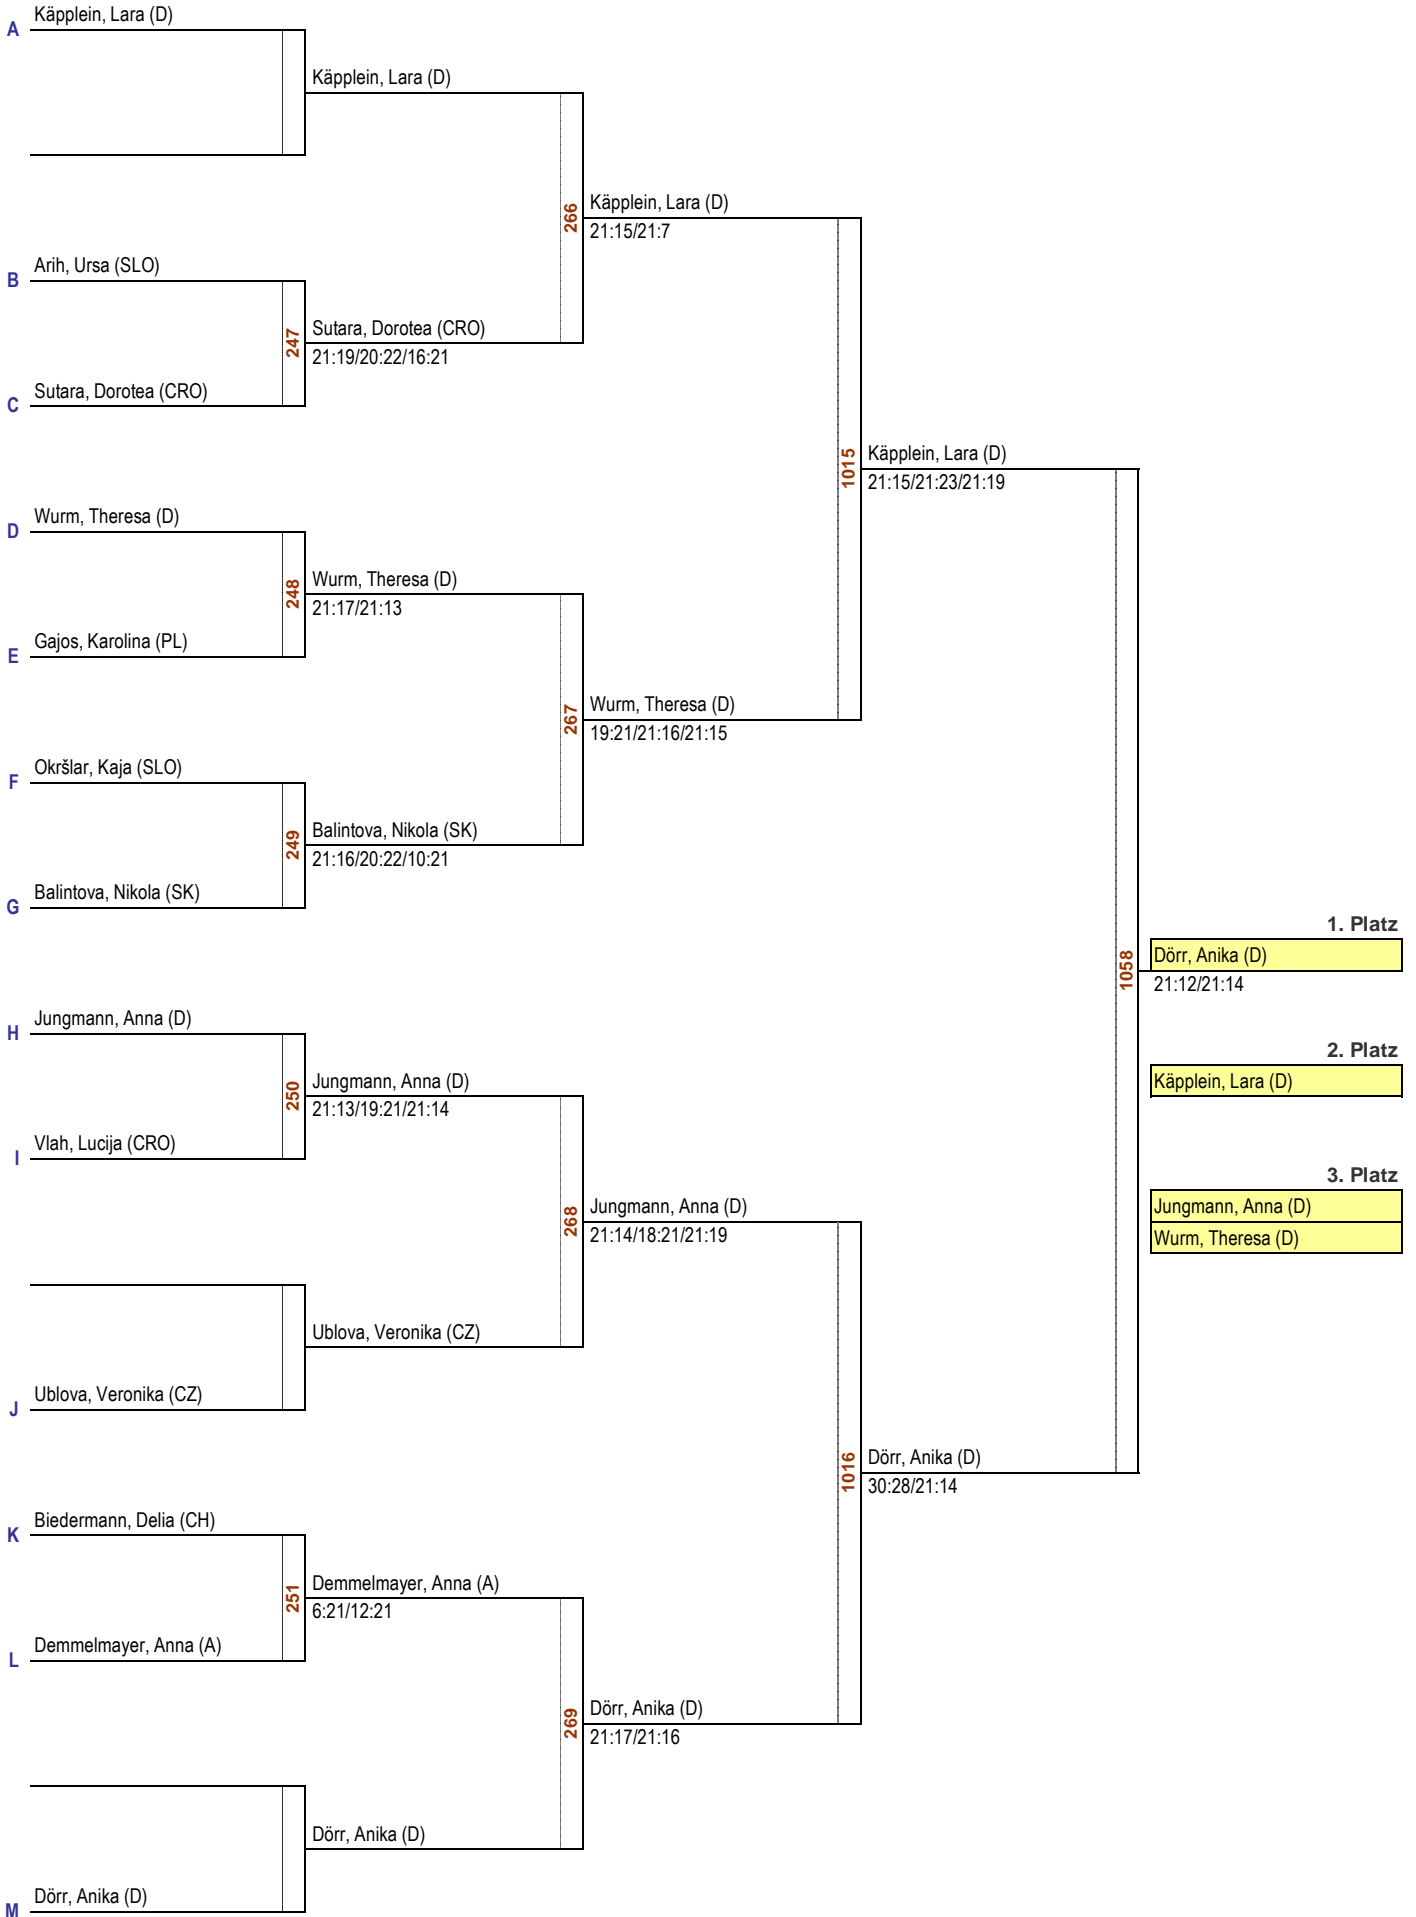 Käpplein, Lara (D)
A
Käpplein, Lara (D)
266
Käpplein, Lara (D)
21:15/21:7
Arih, Ursa (SLO)
B
247
Sutara, Dorotea (CRO)
21:19/20:22/16:21
Sutara, Dorotea (CRO)
C
1015
Käpplein, Lara (D)
21:15/21:23/21:19
Wurm, Theresa (D)
D
248
Wurm, Theresa (D)
21:17/21:13
Gajos, Karolina (PL)
E
267
Wurm, Theresa (D)
19:21/21:16/21:15
Okršlar, Kaja (SLO)
F
249
Balintova, Nikola (SK)
21:16/20:22/10:21
Balintova, Nikola (SK)
G
1058
1. Platz
Dörr, Anika (D)
21:12/21:14
Jungmann, Anna (D)
H
2. Platz
Käpplein, Lara (D)
250
Jungmann, Anna (D)
21:13/19:21/21:14
Vlah, Lucija (CRO)
I
3. Platz
Jungmann, Anna (D)
Wurm, Theresa (D)
268
Jungmann, Anna (D)
21:14/18:21/21:19
Ublova, Veronika (CZ)
Ublova, Veronika (CZ)
J
1016
Dörr, Anika (D)
30:28/21:14
Biedermann, Delia (CH)
K
251
Demmelmayer, Anna (A)
6:21/12:21
Demmelmayer, Anna (A)
L
269
Dörr, Anika (D)
21:17/21:16
Dörr, Anika (D)
Dörr, Anika (D)
M